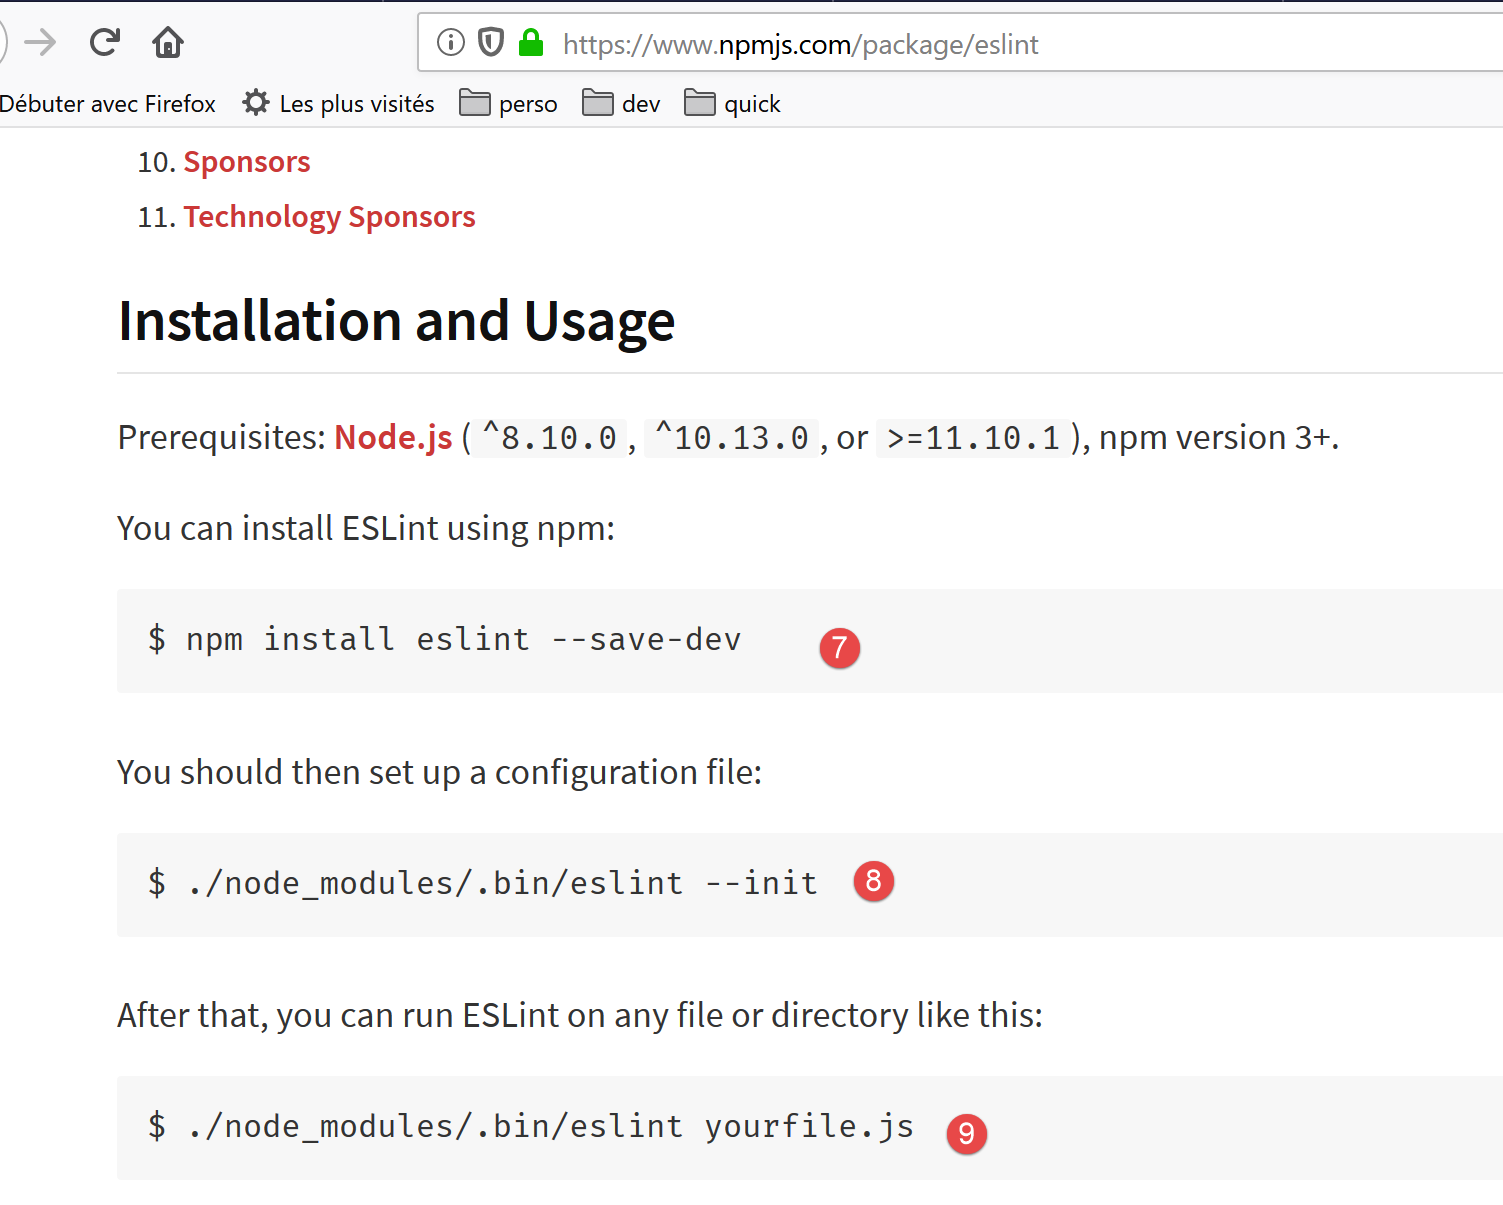 https://www.npmjs.com/package/eslint
Débuter avec Firefox Les plus visités perso dev quick
10. Sponsors
11. Technology Sponsors
Installation and Usage
Prerequisites: Node.js ( ^8.10.0 , ^10.13.0 , or >=11.10.1 ), npm version 3+.
You can install ESLint using npm:
$ npm install eslint --save-dev 7
You should then set up a configuration file:
$ ./node_modules/.bin/eslint --init 8
After that, you can run ESLint on any file or directory like this:
$ ./node_modules/.bin/eslint yourfile.js 9